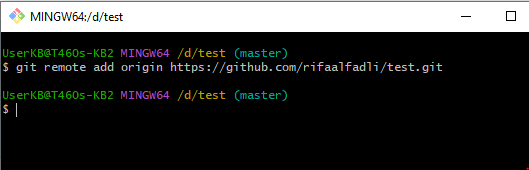 MINGW64:/d/test
UserKB@T460s-KB2 MINGW64 /d/test (master)
$ git remote add origin https://github.com/rifaalfadli/test.git
UserKB@T460s-KB2 MINGW64 /d/test (master)
$